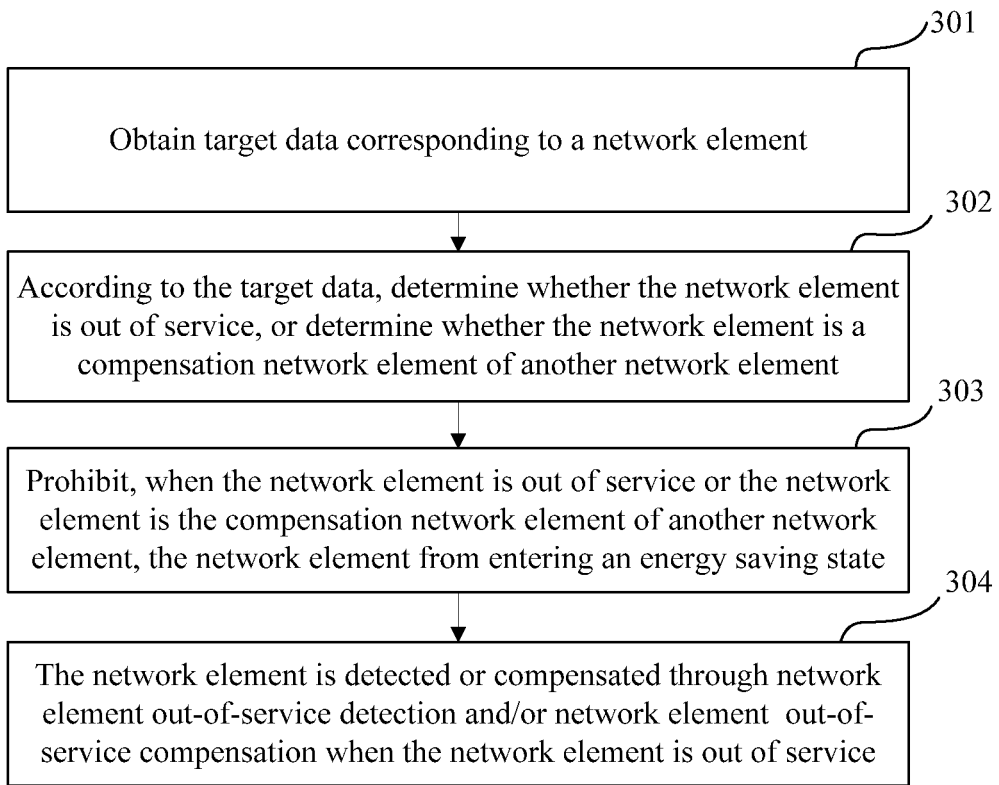 301
Obtain target data corresponding to a network element
302
According to the target data, determine whether the network element
is out of service, or determine whether the network element is a
compensation network element of another network element
303
Prohibit, when the network element is out of service or the network
element is the compensation network element of another network
element, the network element from entering an energy saving state
304
The network element is detected or compensated through network
element out-of-service detection and/or network element out-of-
service compensation when the network element is out of service